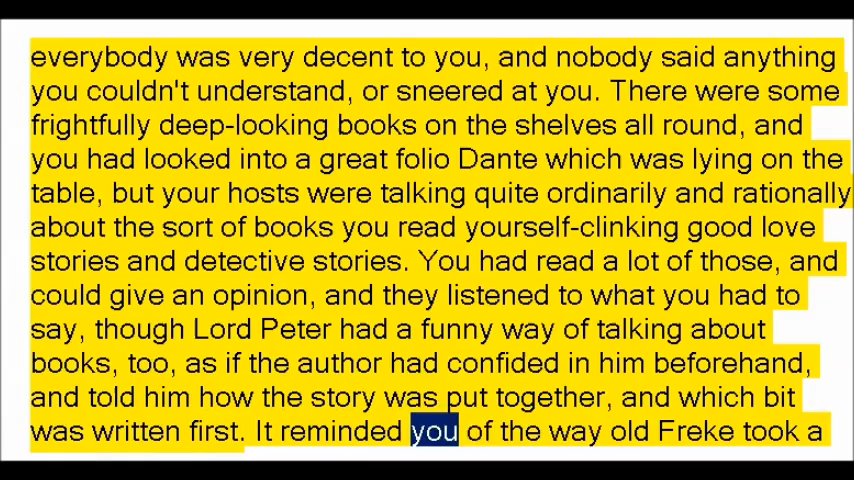 everybody was very decent to you, and nobody said anything
you couldn't understand, or sneered at you. There were some
frightfully deep-looking books on the shelves all round, and
you had looked into a great folio Dante which was lying on the
table, but your hosts were talking quite ordinarily and rationally
about the sort of books you read yourself-clinking good love
stories and detective stories. You had read a lot of those, and
could give an opinion, and they listened to what you had to
say, though Lord Peter had a funny way of talking about
books, too, as if the author had confided in him beforehand,
and told him how the story was put together, and which bit
was written first. It reminded you of the way old Freke took a